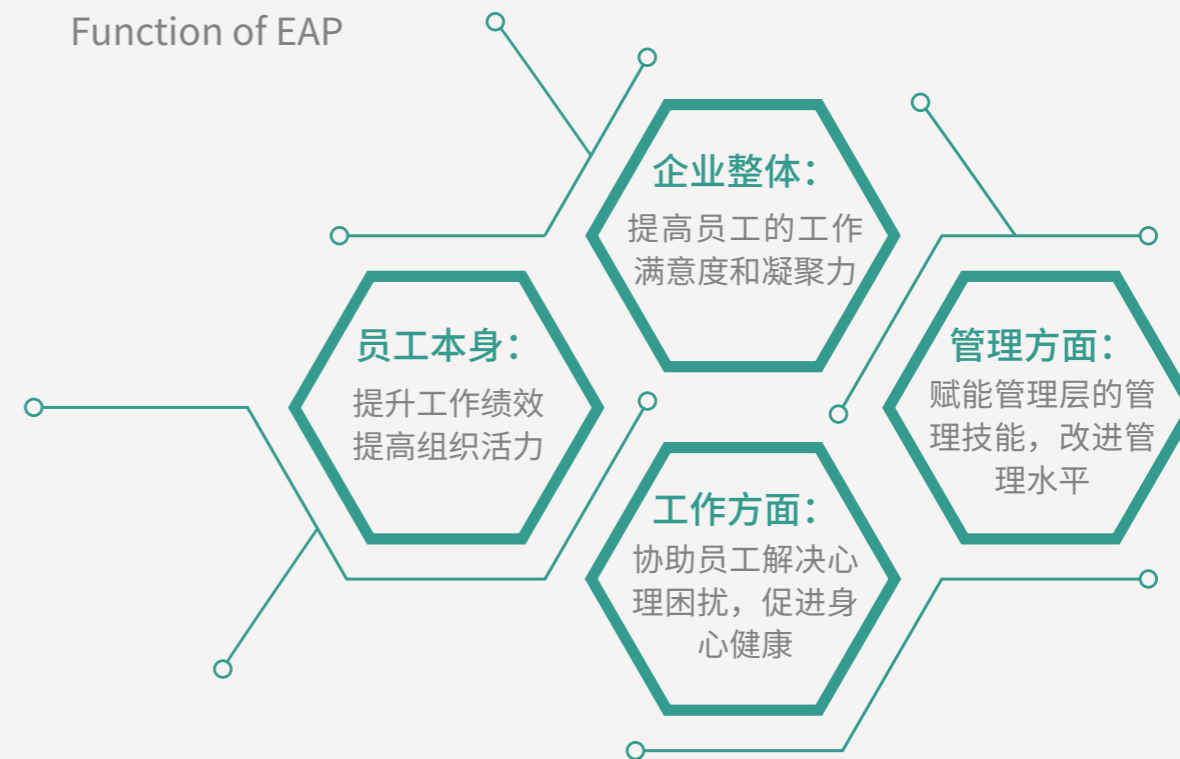 Function of EAP
企业整体：
提高员工的工作
满意度和凝聚力
员工本身：
提升工作绩效
提高组织活力
管理方面：
赋能管理层的管
理技能，改进管
理水平
工作方面：
协助员工解决心
理困扰，促进身
心健康